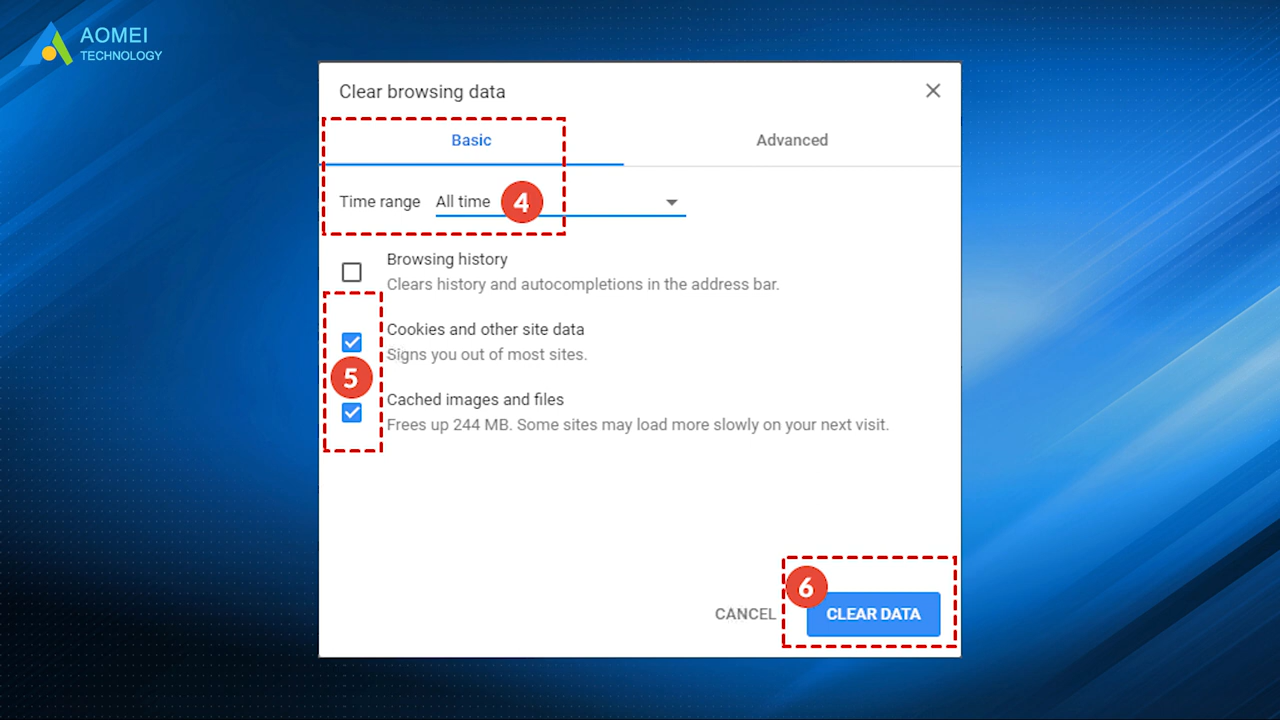 AOMEI
TECHNOLOGY
Clear browsing data
Basic
Advanced
Time range All time 4
Browsing history
Clears history and autocompletions in the address bar.
Cookies and other site data
Signs you out of most sites.
5
Cached images and files
Frees up 244 MB. Some sites may load more slowly on your next visit.
6
CANCEL CLEAR DATA